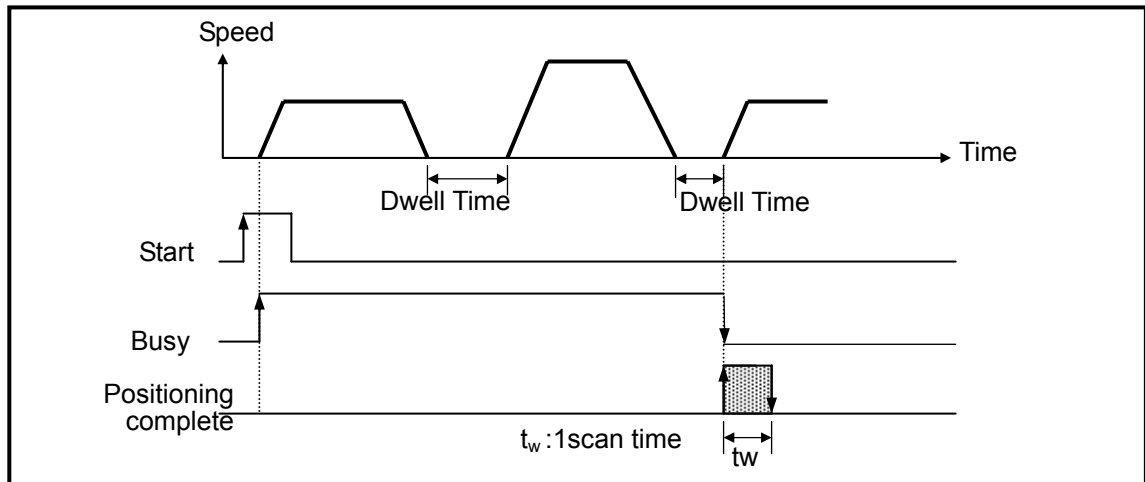 Speed
Time
Dwell Time
Dwell Time
Start
Busy
Positioning
complete
tw :1scan time
tw